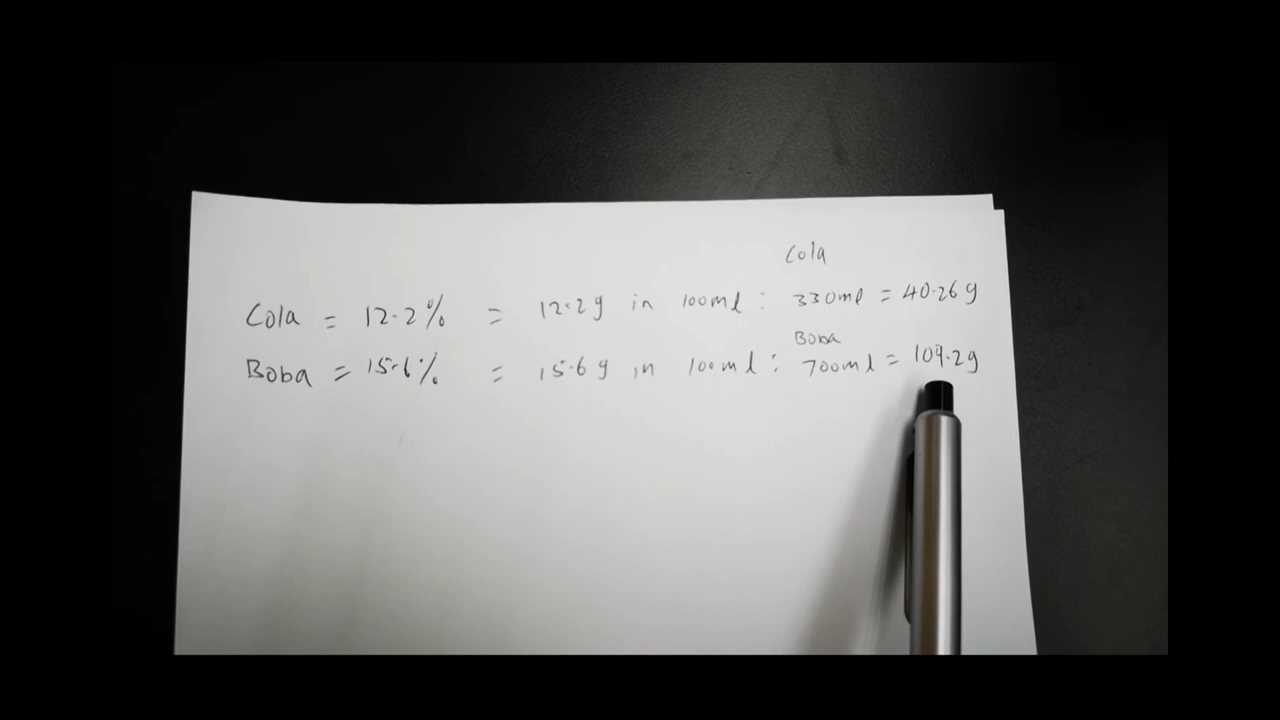 Cola
Cola = 12.2% = 12.2g in 100ml : 330ml = 40.26g
Boba
Boba = 15.6% = 15.6g in 100ml : 700ml = 109.2g